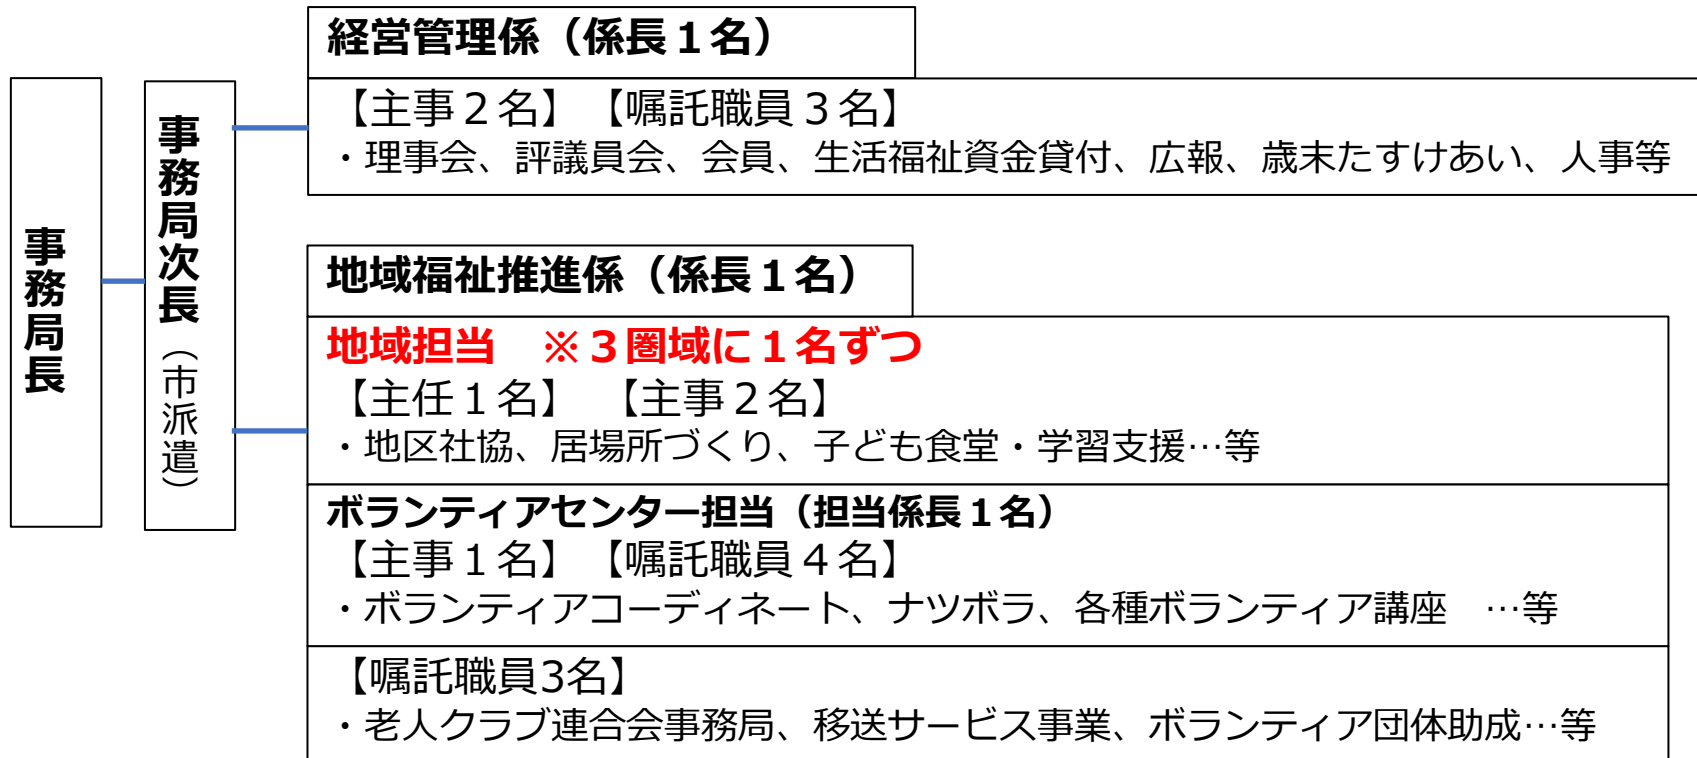 事務局長
事務局次長（市派遣）
経営管理係（係長１名）
【主事２名】【嘱託職員３名】
・理事会、評議員会、会員、生活福祉資金貸付、広報、歳末たすけあい、人事等
地域福祉推進係（係長１名）
地域担当　※３圏域に１名ずつ
【主任１名】　【主事２名】
・地区社協、居場所づくり、子ども食堂・学習支援…等
ボランティアセンター担当（担当係長１名）
【主事１名】【嘱託職員４名】
・ボランティアコーディネート、ナツボラ、各種ボランティア講座　…等
【嘱託職員3名】
・老人クラブ連合会事務局、移送サービス事業、ボランティア団体助成…等